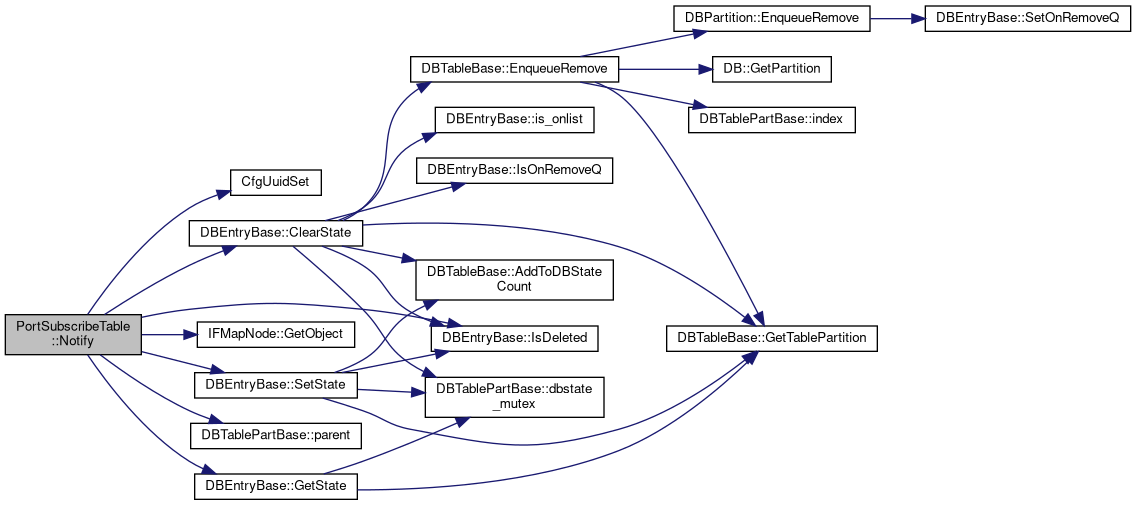 DBPartition::EnqueueRemove
DBEntryBase::SetOnRemoveQ
DBTableBase::EnqueueRemove
DB::GetPartition
DBTablePartBase::index
DBEntryBase::is_onlist
DBEntryBase::IsOnRemoveQ
CfgUuidSet
DBEntryBase::ClearState
DBTableBase::AddToDBState
Count
PortSubscribeTable
::Notify
IFMapNode::GetObject
DBEntryBase::IsDeleted
DBTableBase::GetTablePartition
DBEntryBase::SetState
DBTablePartBase::dbstate
_mutex
DBTablePartBase::parent
DBEntryBase::GetState